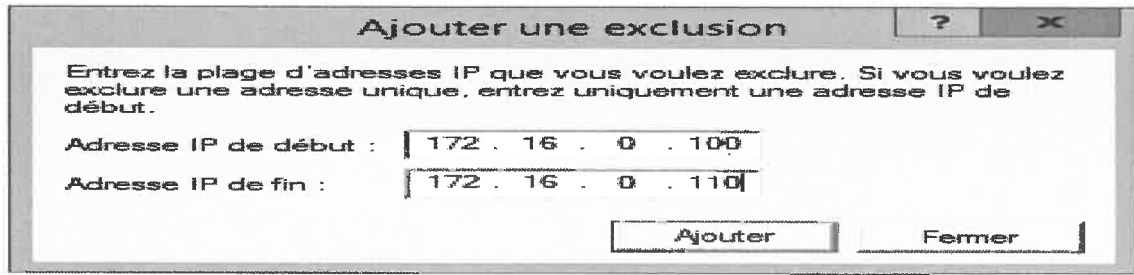 Ajouter une exclusion
?
Entrez la plage d'adresses IP que vous voulez exclure. Si vous voulez
exclure une adresse unique, entrez uniquement une adresse IP de
début.
Adresse IP de début : 172 . 16 . 0 . 100
Adresse IP de fin : 172 . 16 . 0 . 110
Ajouter Fermer